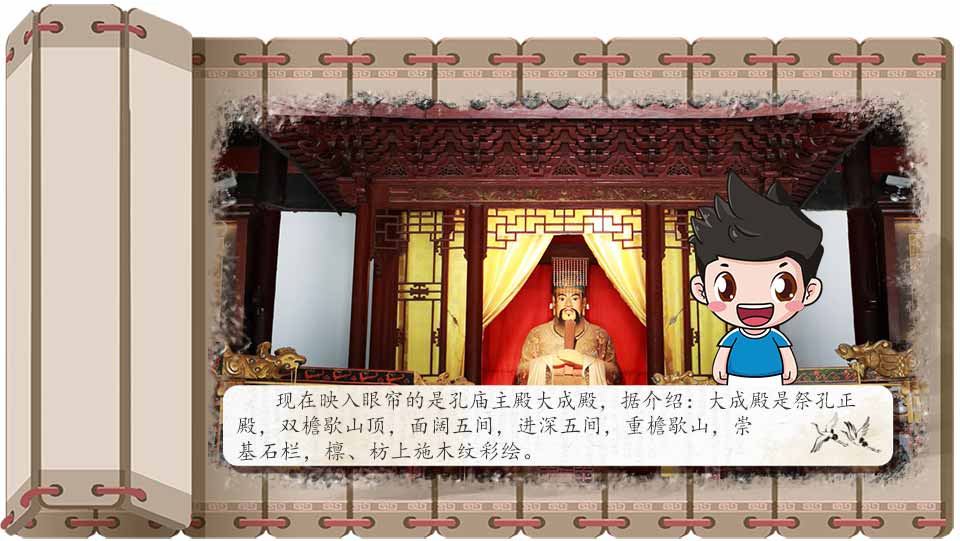 现在映入眼帘的是孔庙主殿大成殿，据介绍：大成殿是祭孔正
殿，双檐歇山顶，面阔五间，进深五间，重檐歇山，崇
基石栏，檩、枋上施木纹彩绘。